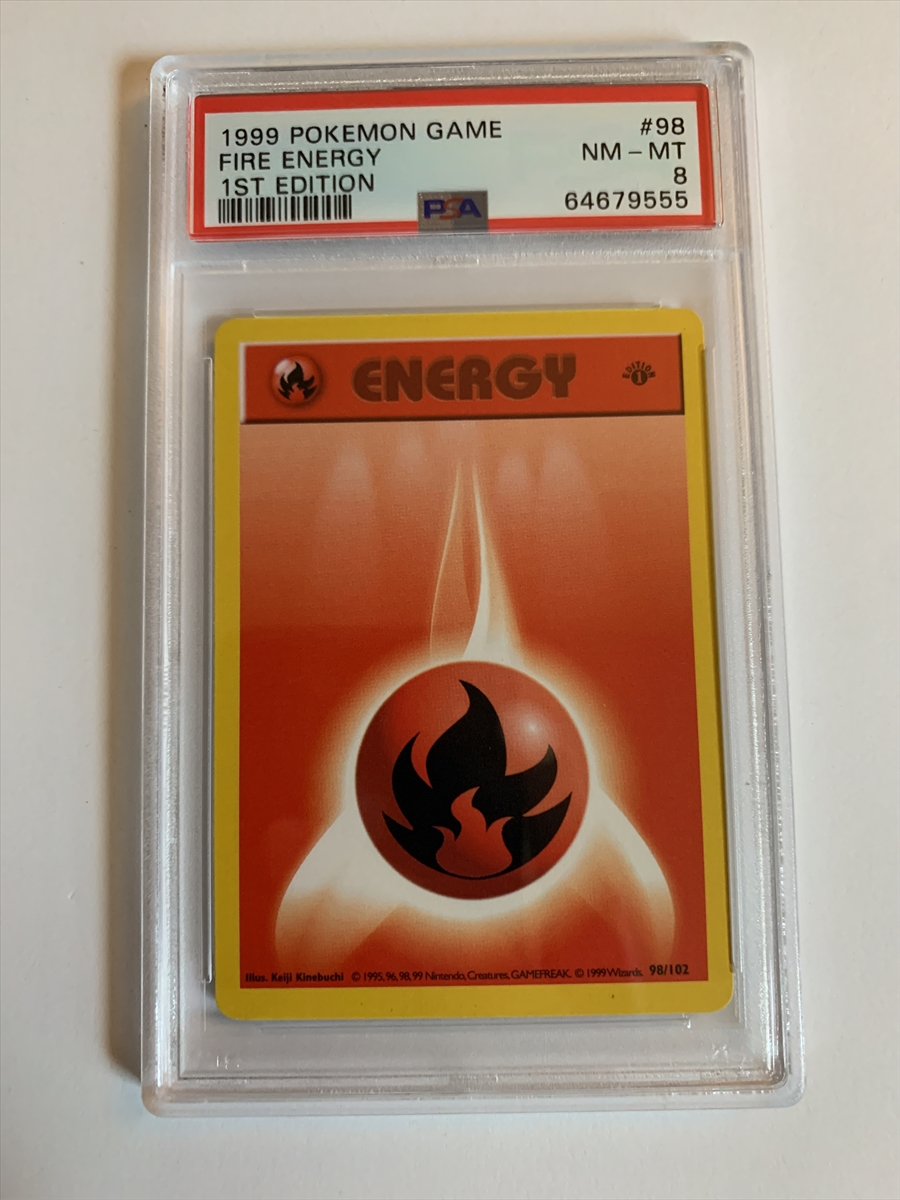 1999 POKEMON GAME #98
FIRE ENERGY NM - MT
1ST EDITION 8
PSA 64679555
ENERGY
EDITION
1
Illus. Keiji Kinebuchi © 1995, 96, 98, 99 Nintendo, Creatures, GAMEFREAK. © 1999 Wizards. 98/102